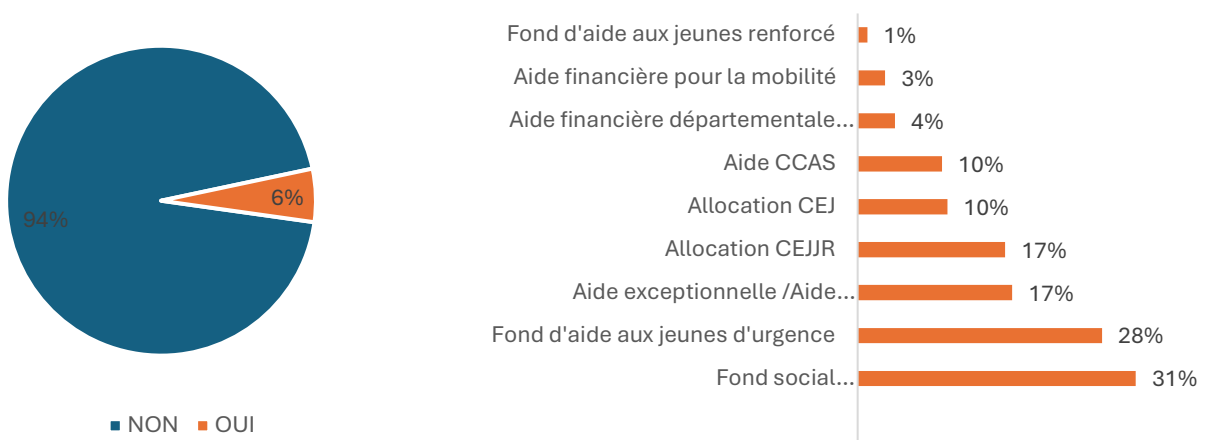 94%
6%
NON OUI
Fond d'aide aux jeunes renforcé 1%
Aide financière pour la mobilité 3%
Aide financière départementale... 4%
Aide CCAS 10%
Allocation CEJ 10%
Allocation CEJJR 17%
Aide exceptionnelle /Aide... 17%
Fond d'aide aux jeunes d'urgence 28%
Fond social... 31%